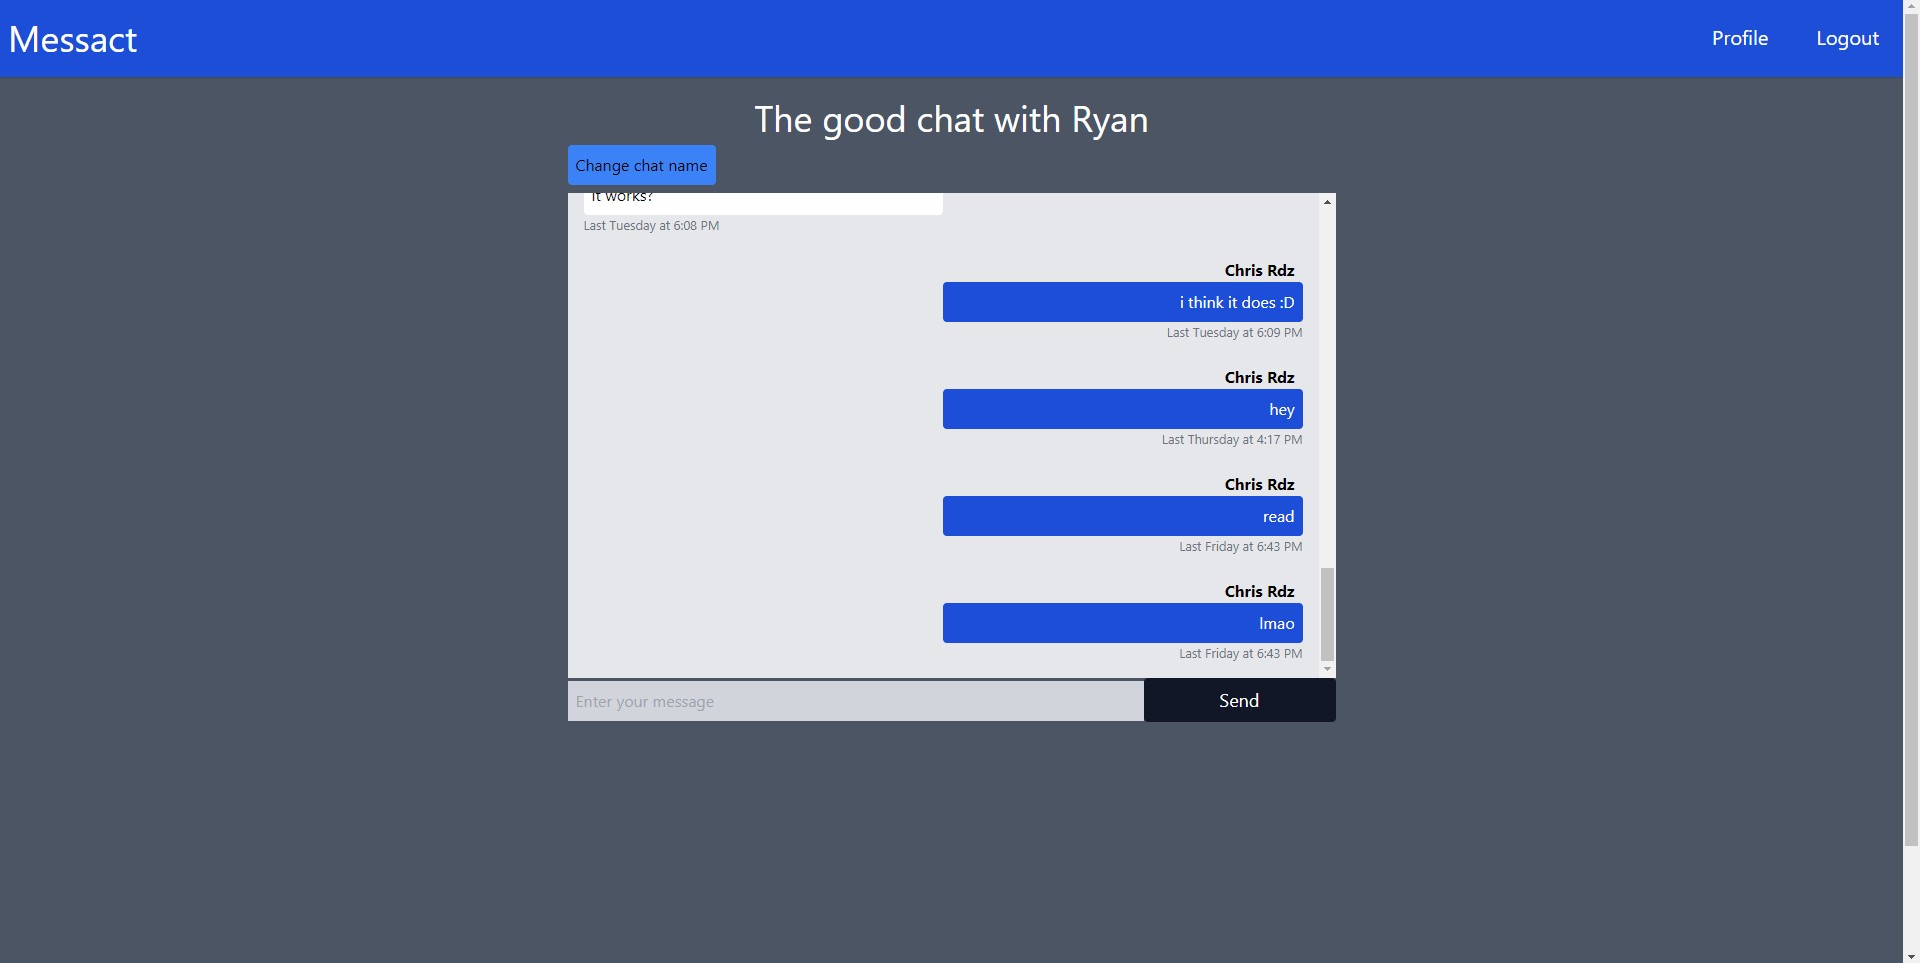 Messact
Profile
Logout
The good chat with Ryan
Change chat name
It works?
Last Tuesday at 6:08 PM
Chris Rdz
i think it does :D
Last Tuesday at 6:09 PM
Chris Rdz
hey
Last Thursday at 4:17 PM
Chris Rdz
read
Last Friday at 6:43 PM
Chris Rdz
lmao
Last Friday at 6:43 PM
Enter your message
Send